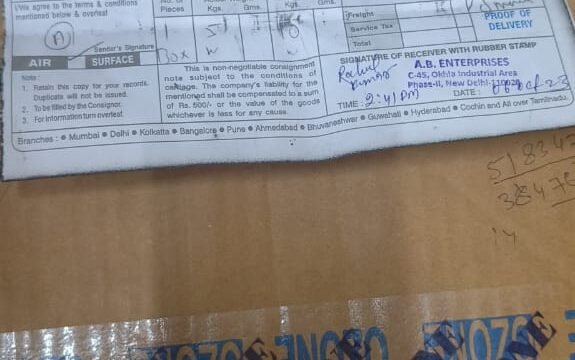 I/We agree to the terms & conditions
mentioned below & overleaf
Pieces Kgs. Gms. Kgs. Gms.
(A)
1
Box W W
Sender's Signature
AIR SURFACE
Note :
1. Retain this copy for your records.
Duplicate will not be issued.
2. To be filled by the Consignor.
3. For information turn overleaf.
This is non-negotiable consignment
note subject to the conditions of
carriage. The company's liability for the
mentioned shall be compensated to a sum
of Rs. 500/- or the value of the goods
whichever is less for any cause.
Freight
Service Tax
Total
PROOF OF
DELIVERY
SIGNATURE OF RECEIVER WITH RUBBER STAMP
A.B. ENTERPRISES
C-45, Okhla Industrial Area
Phase-II, New Delhi-110020
TIME : 2:41 PM DATE :
Branches : • Mumbai • Delhi • Kolkatta • Bangalore • Pune • Ahmedabad • Bhuvaneshwar • Guwahati • Hyderabad • Cochin and All over Tamilnadu.
51834
3847
OZONE